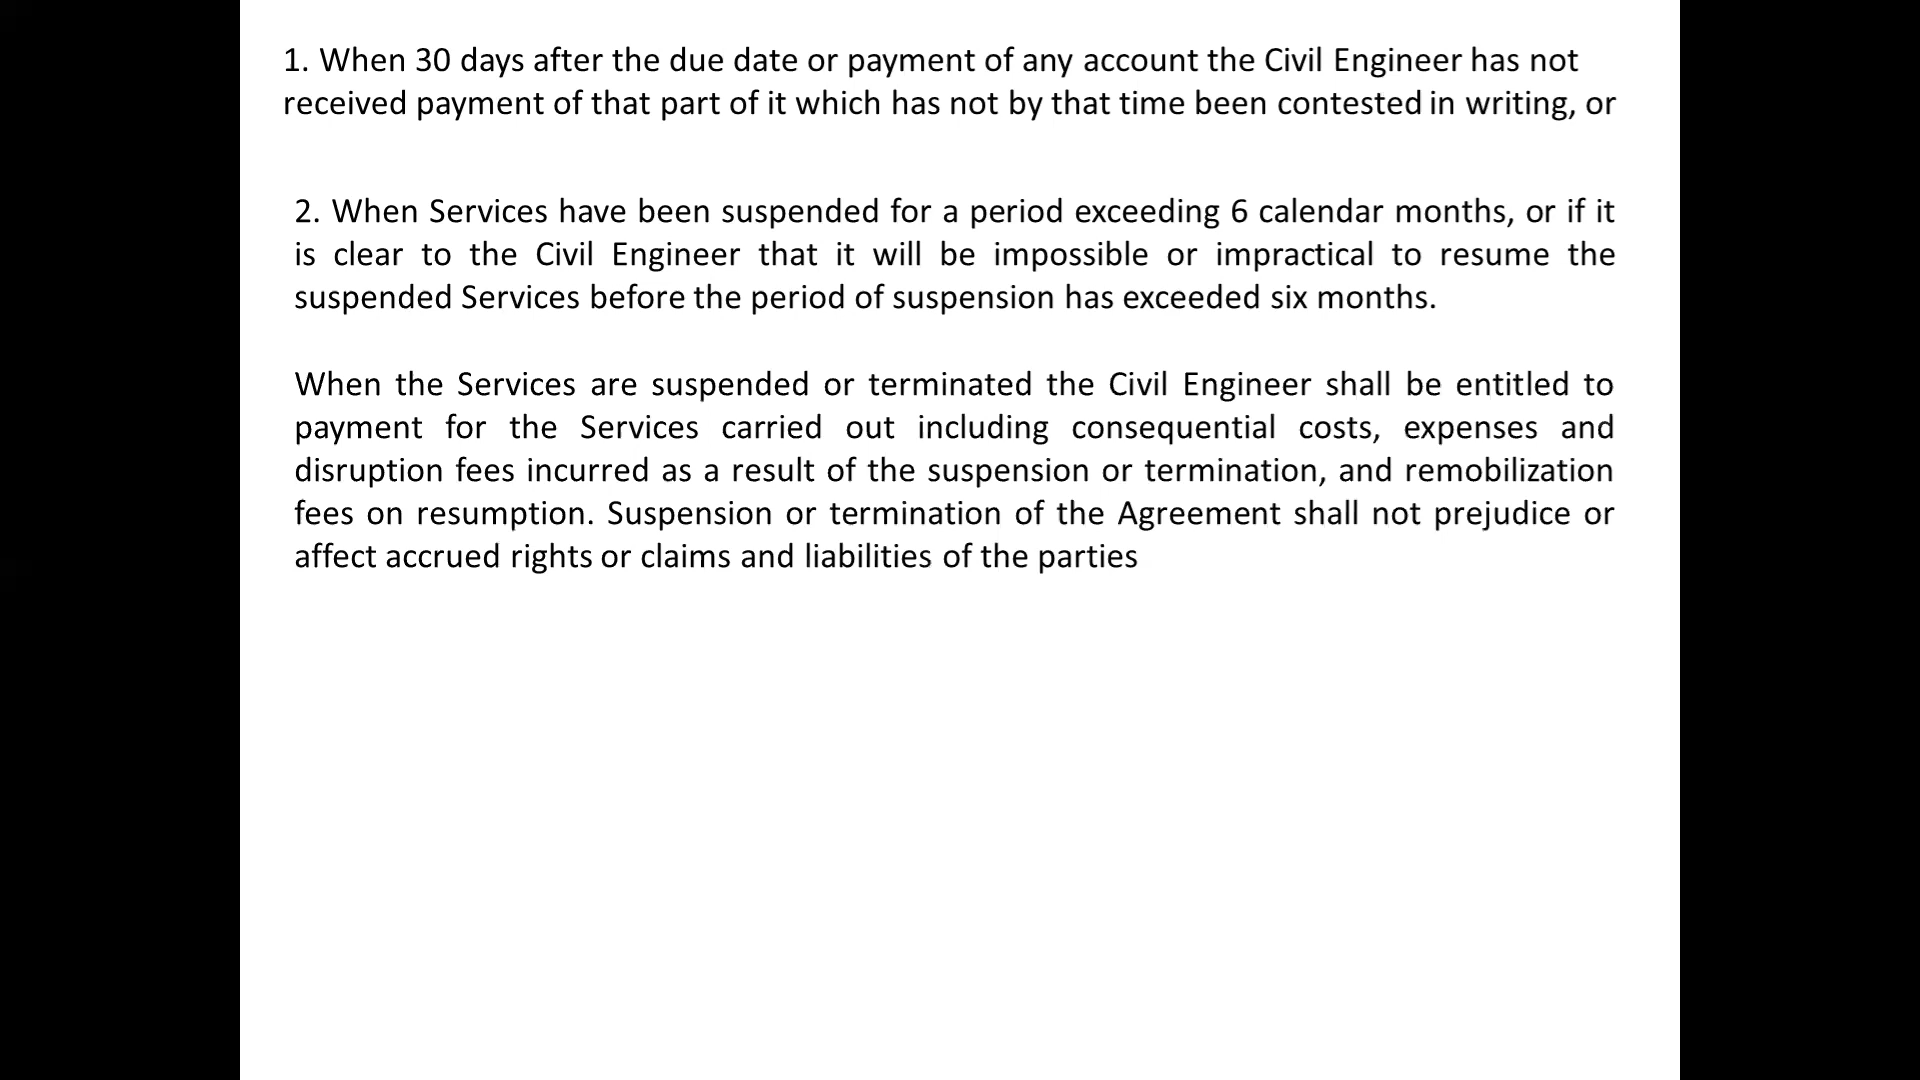 1. When 30 days after the due date or payment of any account the Civil Engineer has not
received payment of that part of it which has not by that time been contested in writing, or
2. When Services have been suspended for a period exceeding 6 calendar months, or if it
is clear to the Civil Engineer that it will be impossible or impractical to resume the
suspended Services before the period of suspension has exceeded six months.
When the Services are suspended or terminated the Civil Engineer shall be entitled to
payment for the Services carried out including consequential costs, expenses and
disruption fees incurred as a result of the suspension or termination, and remobilization
fees on resumption. Suspension or termination of the Agreement shall not prejudice or
affect accrued rights or claims and liabilities of the parties